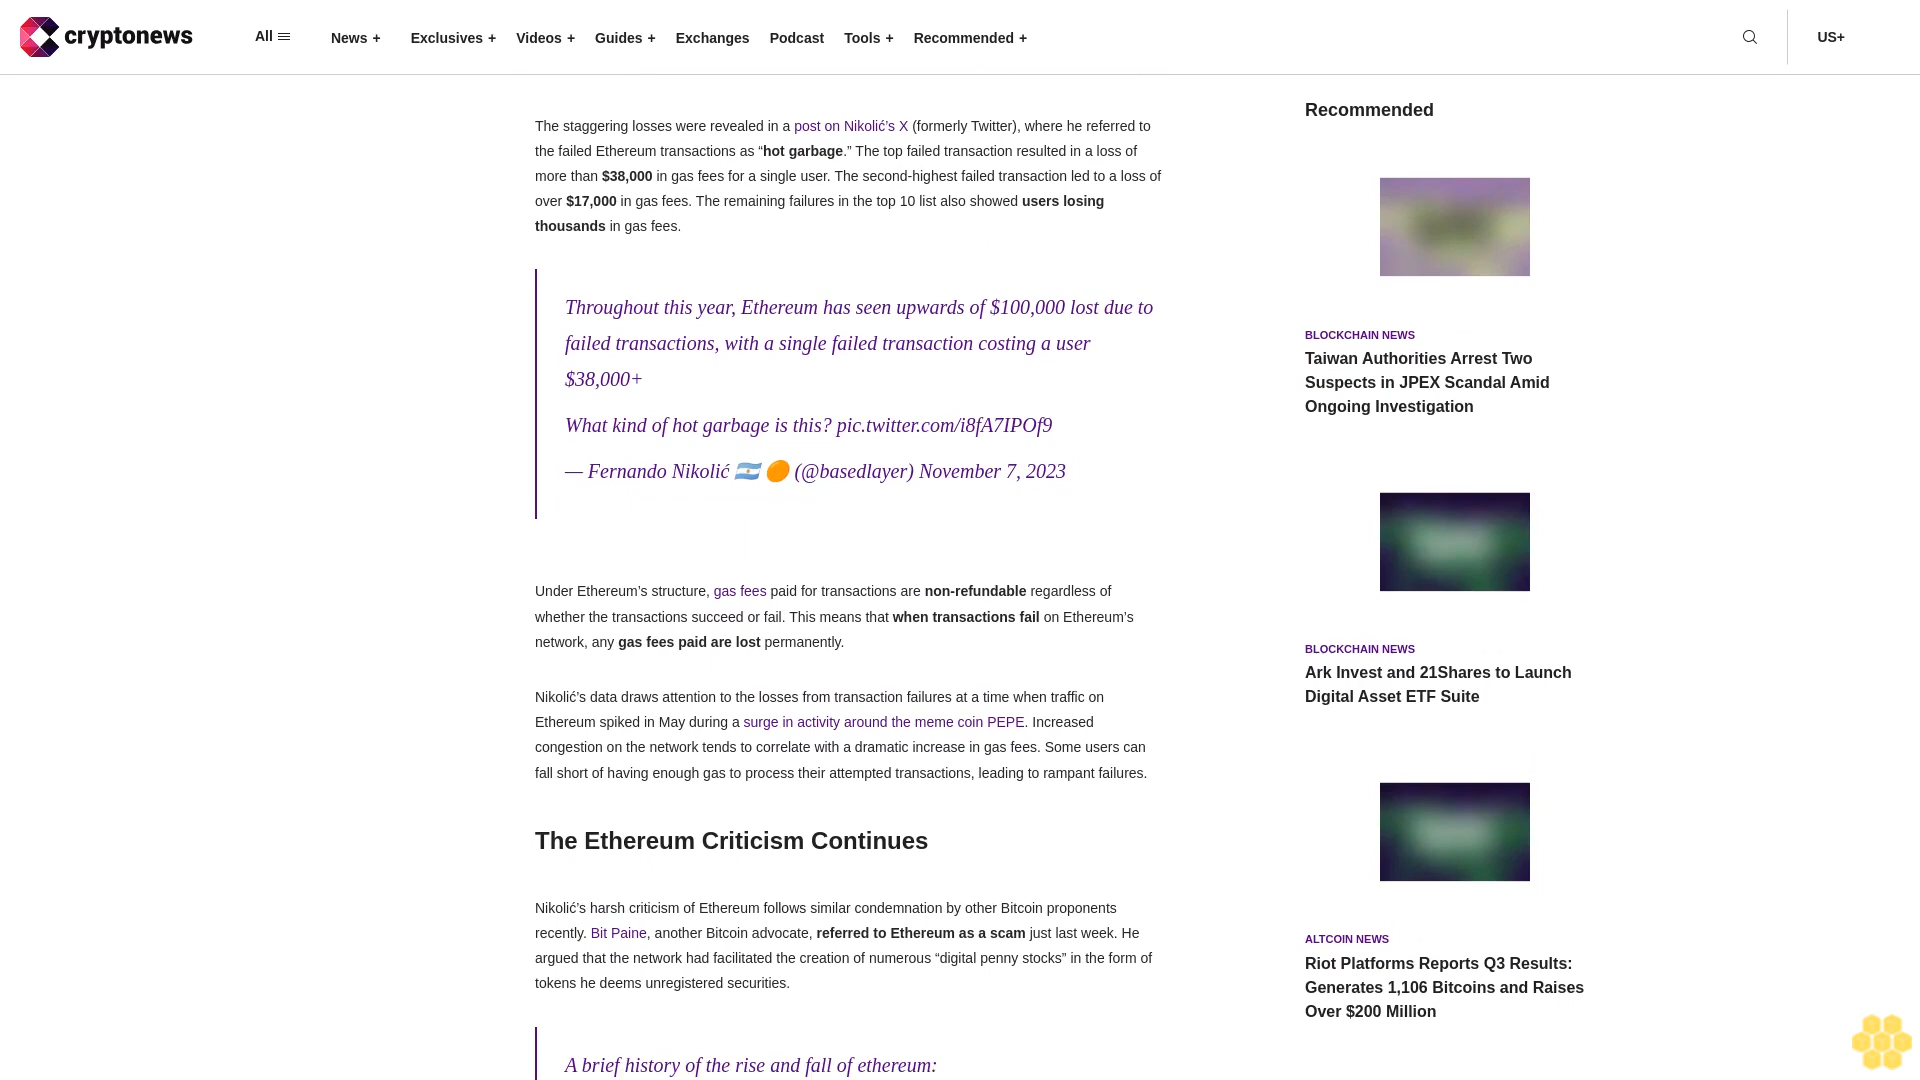 cryptonews
All
News +
Exclusives +
Videos +
Guides +
Exchanges
Podcast
Tools +
Recommended +
US+
The staggering losses were revealed in a post on Nikolić’s X (formerly Twitter), where he referred to
the failed Ethereum transactions as “hot garbage.” The top failed transaction resulted in a loss of
more than $38,000 in gas fees for a single user. The second-highest failed transaction led to a loss of
over $17,000 in gas fees. The remaining failures in the top 10 list also showed users losing
thousands in gas fees.
Throughout this year, Ethereum has seen upwards of $100,000 lost due to
failed transactions, with a single failed transaction costing a user
$38,000+
What kind of hot garbage is this? pic.twitter.com/i8fA7IPOf9
— Fernando Nikolić 🇦🇷 🟠 (@basedlayer) November 7, 2023
Under Ethereum’s structure, gas fees paid for transactions are non-refundable regardless of
whether the transactions succeed or fail. This means that when transactions fail on Ethereum’s
network, any gas fees paid are lost permanently.
Nikolić’s data draws attention to the losses from transaction failures at a time when traffic on
Ethereum spiked in May during a surge in activity around the meme coin PEPE. Increased
congestion on the network tends to correlate with a dramatic increase in gas fees. Some users can
fall short of having enough gas to process their attempted transactions, leading to rampant failures.
The Ethereum Criticism Continues
Nikolić’s harsh criticism of Ethereum follows similar condemnation by other Bitcoin proponents
recently. Bit Paine, another Bitcoin advocate, referred to Ethereum as a scam just last week. He
argued that the network had facilitated the creation of numerous “digital penny stocks” in the form of
tokens he deems unregistered securities.
A brief history of the rise and fall of ethereum:
Recommended
BLOCKCHAIN NEWS
Taiwan Authorities Arrest Two
Suspects in JPEX Scandal Amid
Ongoing Investigation
BLOCKCHAIN NEWS
Ark Invest and 21Shares to Launch
Digital Asset ETF Suite
ALTCOIN NEWS
Riot Platforms Reports Q3 Results:
Generates 1,106 Bitcoins and Raises
Over $200 Million